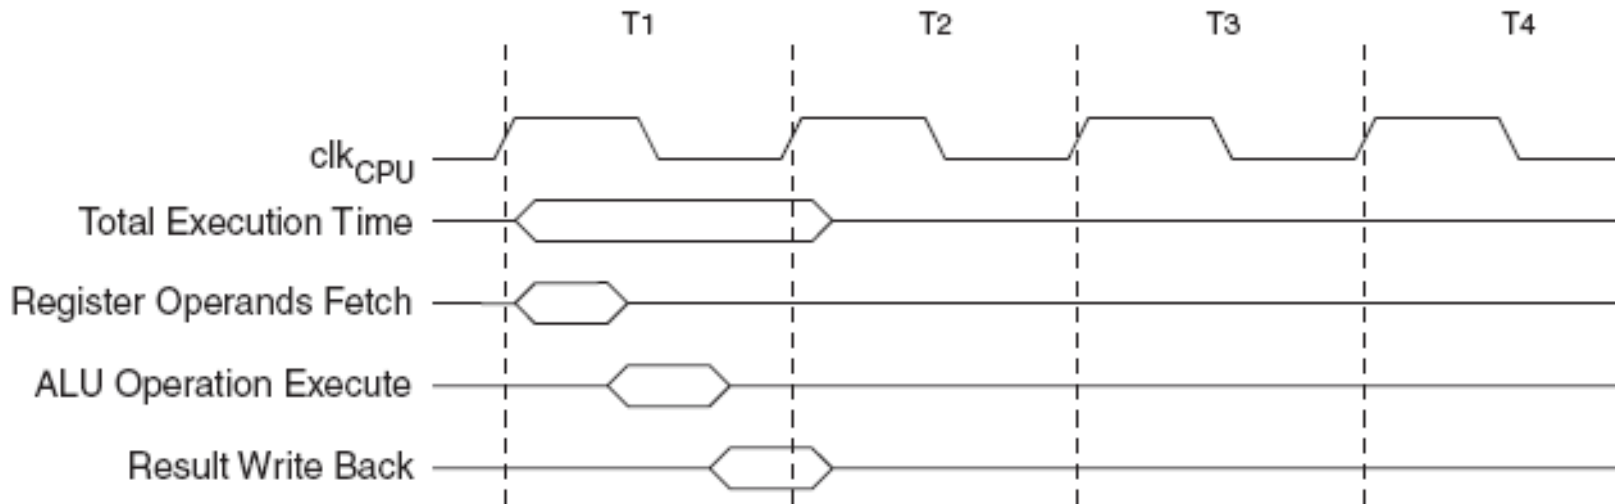 T1 T2 T3 T4
clkCPU
Total Execution Time
Register Operands Fetch
ALU Operation Execute
Result Write Back